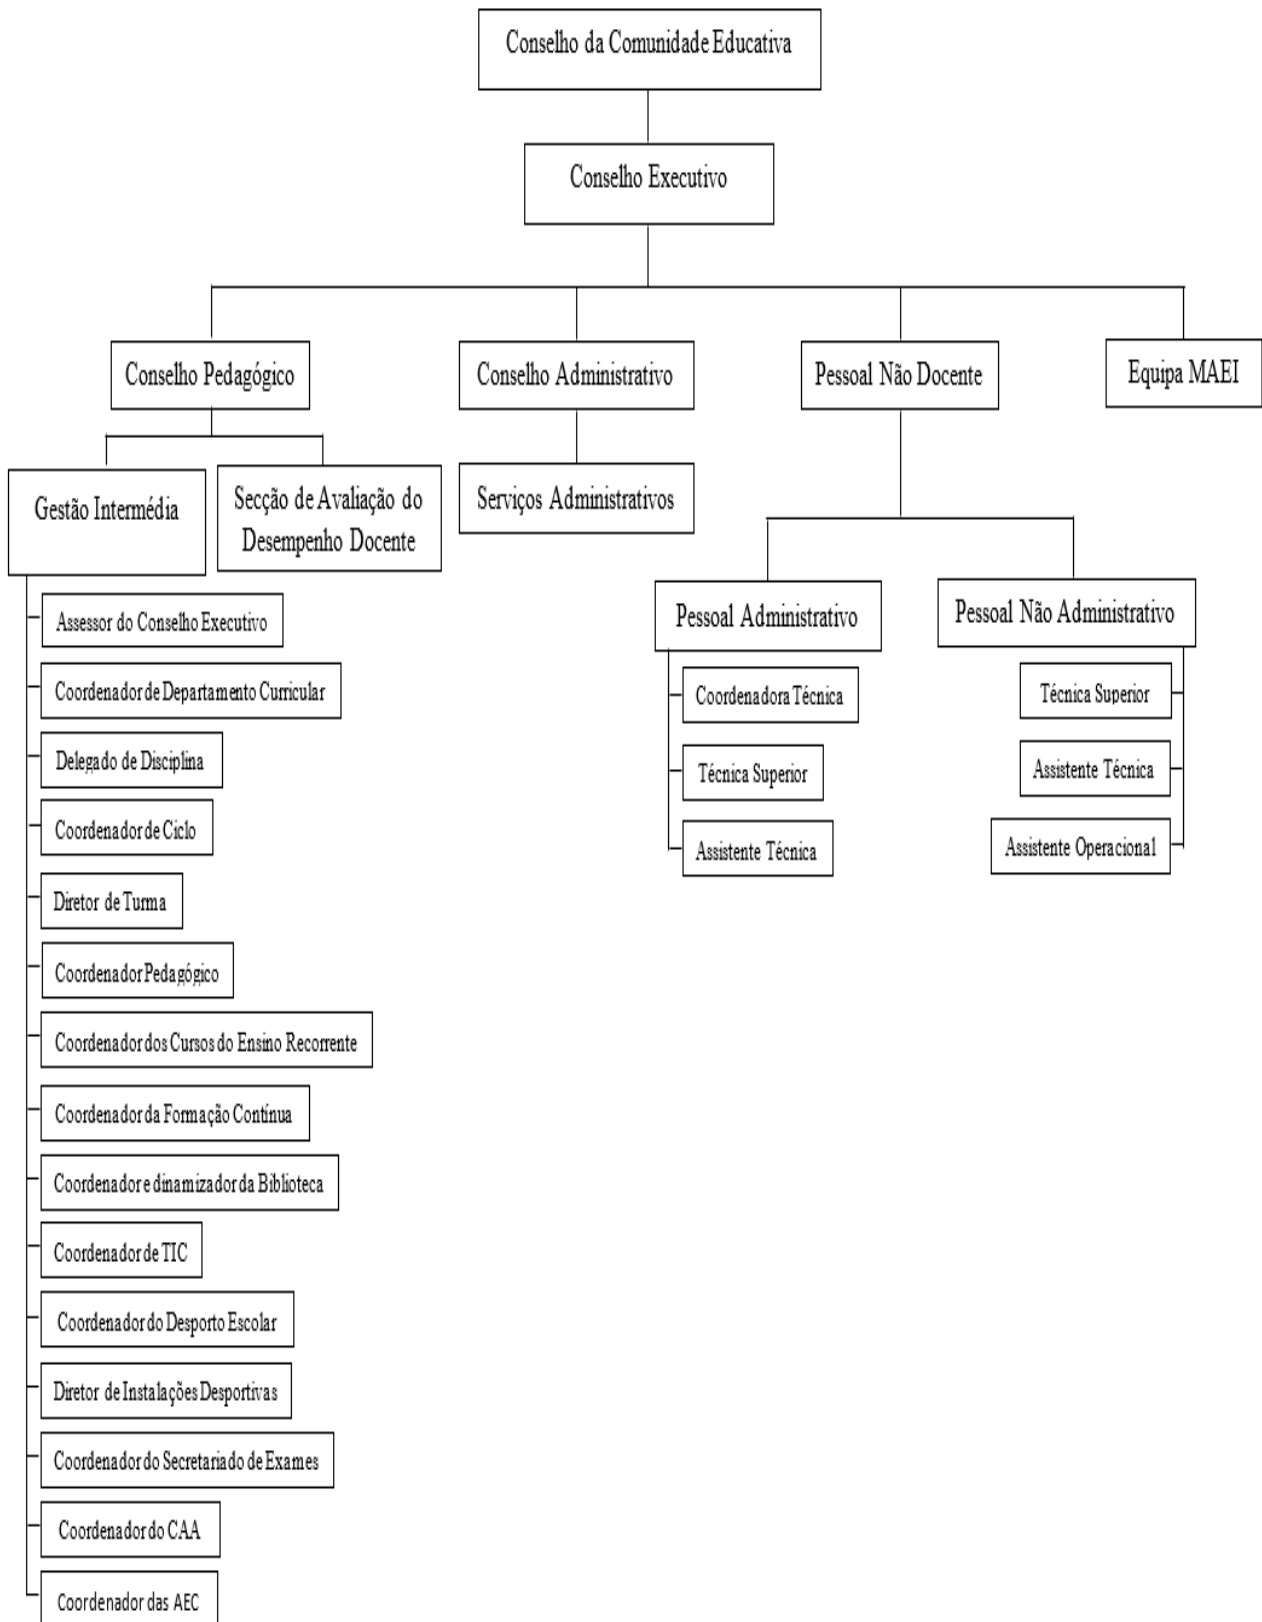 Conselho da Comunidade Educativa
Conselho Executivo
Conselho Pedagógico
Conselho Administrativo
Pessoal Não Docente
Equipa MAEI
Gestão Intermédia
Secção de Avaliação do
Desempenho Docente
Serviços Administrativos
Pessoal Administrativo
Pessoal Não Administrativo
Assessor do Conselho Executivo
Coordenador de Departamento Curricular
Delegado de Disciplina
Coordenador de Ciclo
Diretor de Turma
Coordenador Pedagógico
Coordenador dos Cursos do Ensino Recorrente
Coordenador da Formação Contínua
Coordenador e dinamizador da Biblioteca
Coordenador de TIC
Coordenador do Desporto Escolar
Diretor de Instalações Desportivas
Coordenador do Secretariado de Exames
Coordenador do CAA
Coordenador das AEC
Coordenadora Técnica
Técnica Superior
Assistente Técnica
Técnica Superior
Assistente Técnica
Assistente Operacional